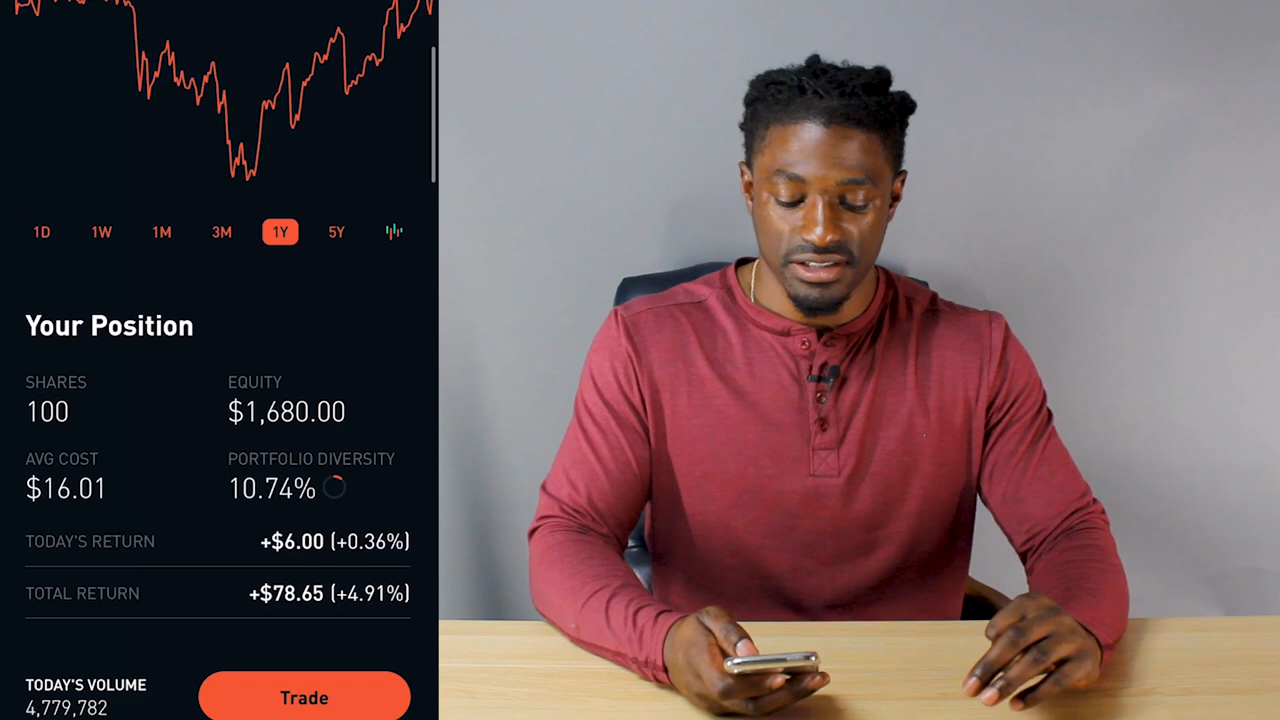 1D 1W 1M 3M 1Y 5Y
Your Position
SHARES EQUITY
100 $1,680.00
AVG COST PORTFOLIO DIVERSITY
$16.01 10.74%
TODAY'S RETURN +$6.00 (+0.36%)
TOTAL RETURN +$78.65 (+4.91%)
TODAY'S VOLUME
4,779,782
Trade